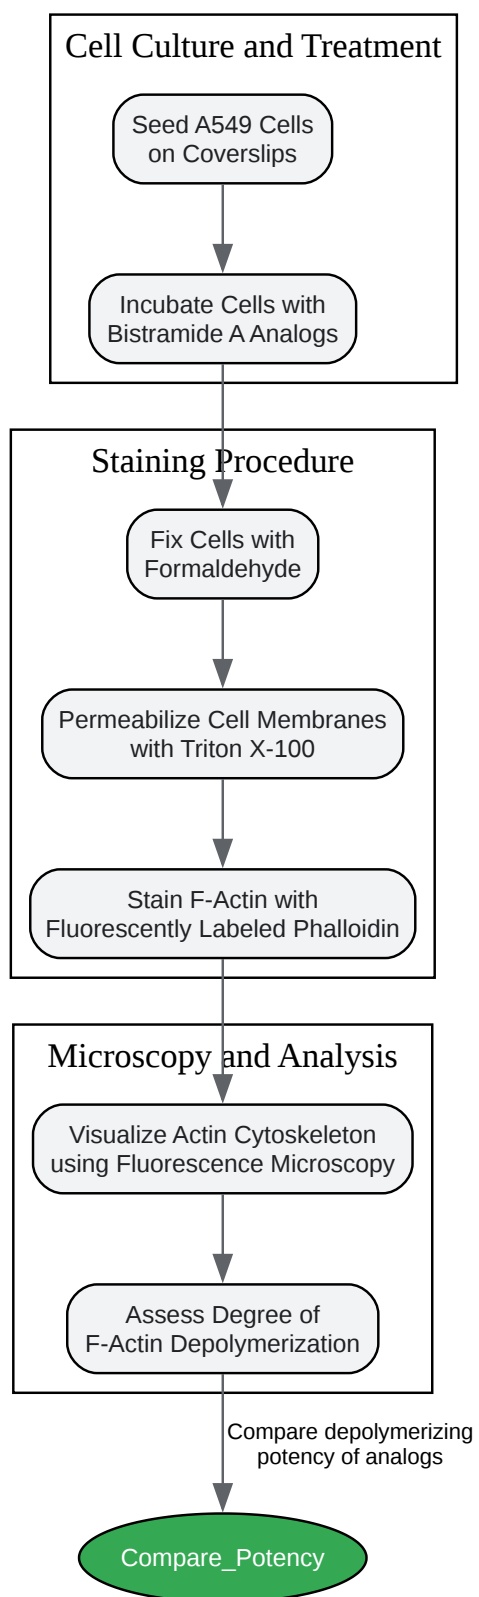 Cell Culture and Treatment
Seed A549 Cells
on Coverslips
Incubate Cells with
Bistramide A Analogs
Staining Procedure
Fix Cells with
Formaldehyde
Permeabilize Cell Membranes
with Triton X-100
Stain F-Actin with
Fluorescently Labeled Phalloidin
Microscopy and Analysis
Visualize Actin Cytoskeleton
using Fluorescence Microscopy
Assess Degree of
F-Actin Depolymerization
Compare depolymerizing
potency of analogs
Compare_Potency